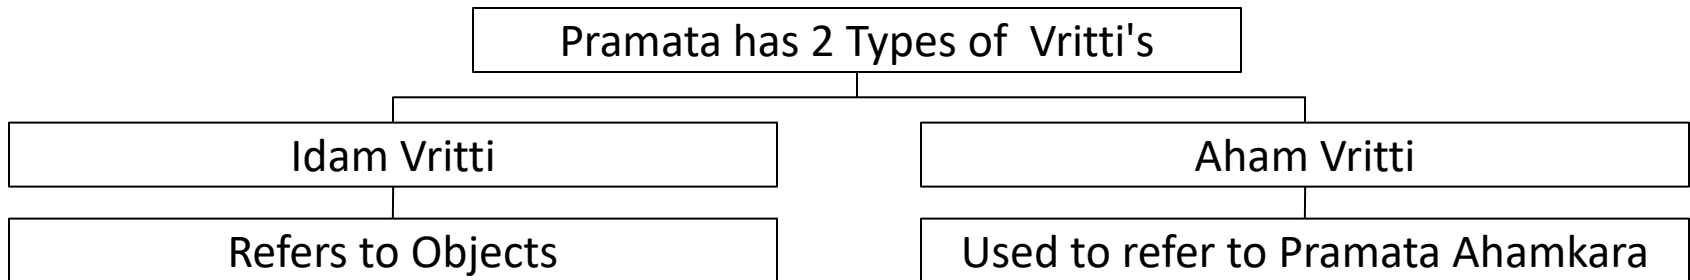 Pramata has 2 Types of Vritti's
Idam Vritti
Aham Vritti
Refers to Objects
Used to refer to Pramata Ahamkara